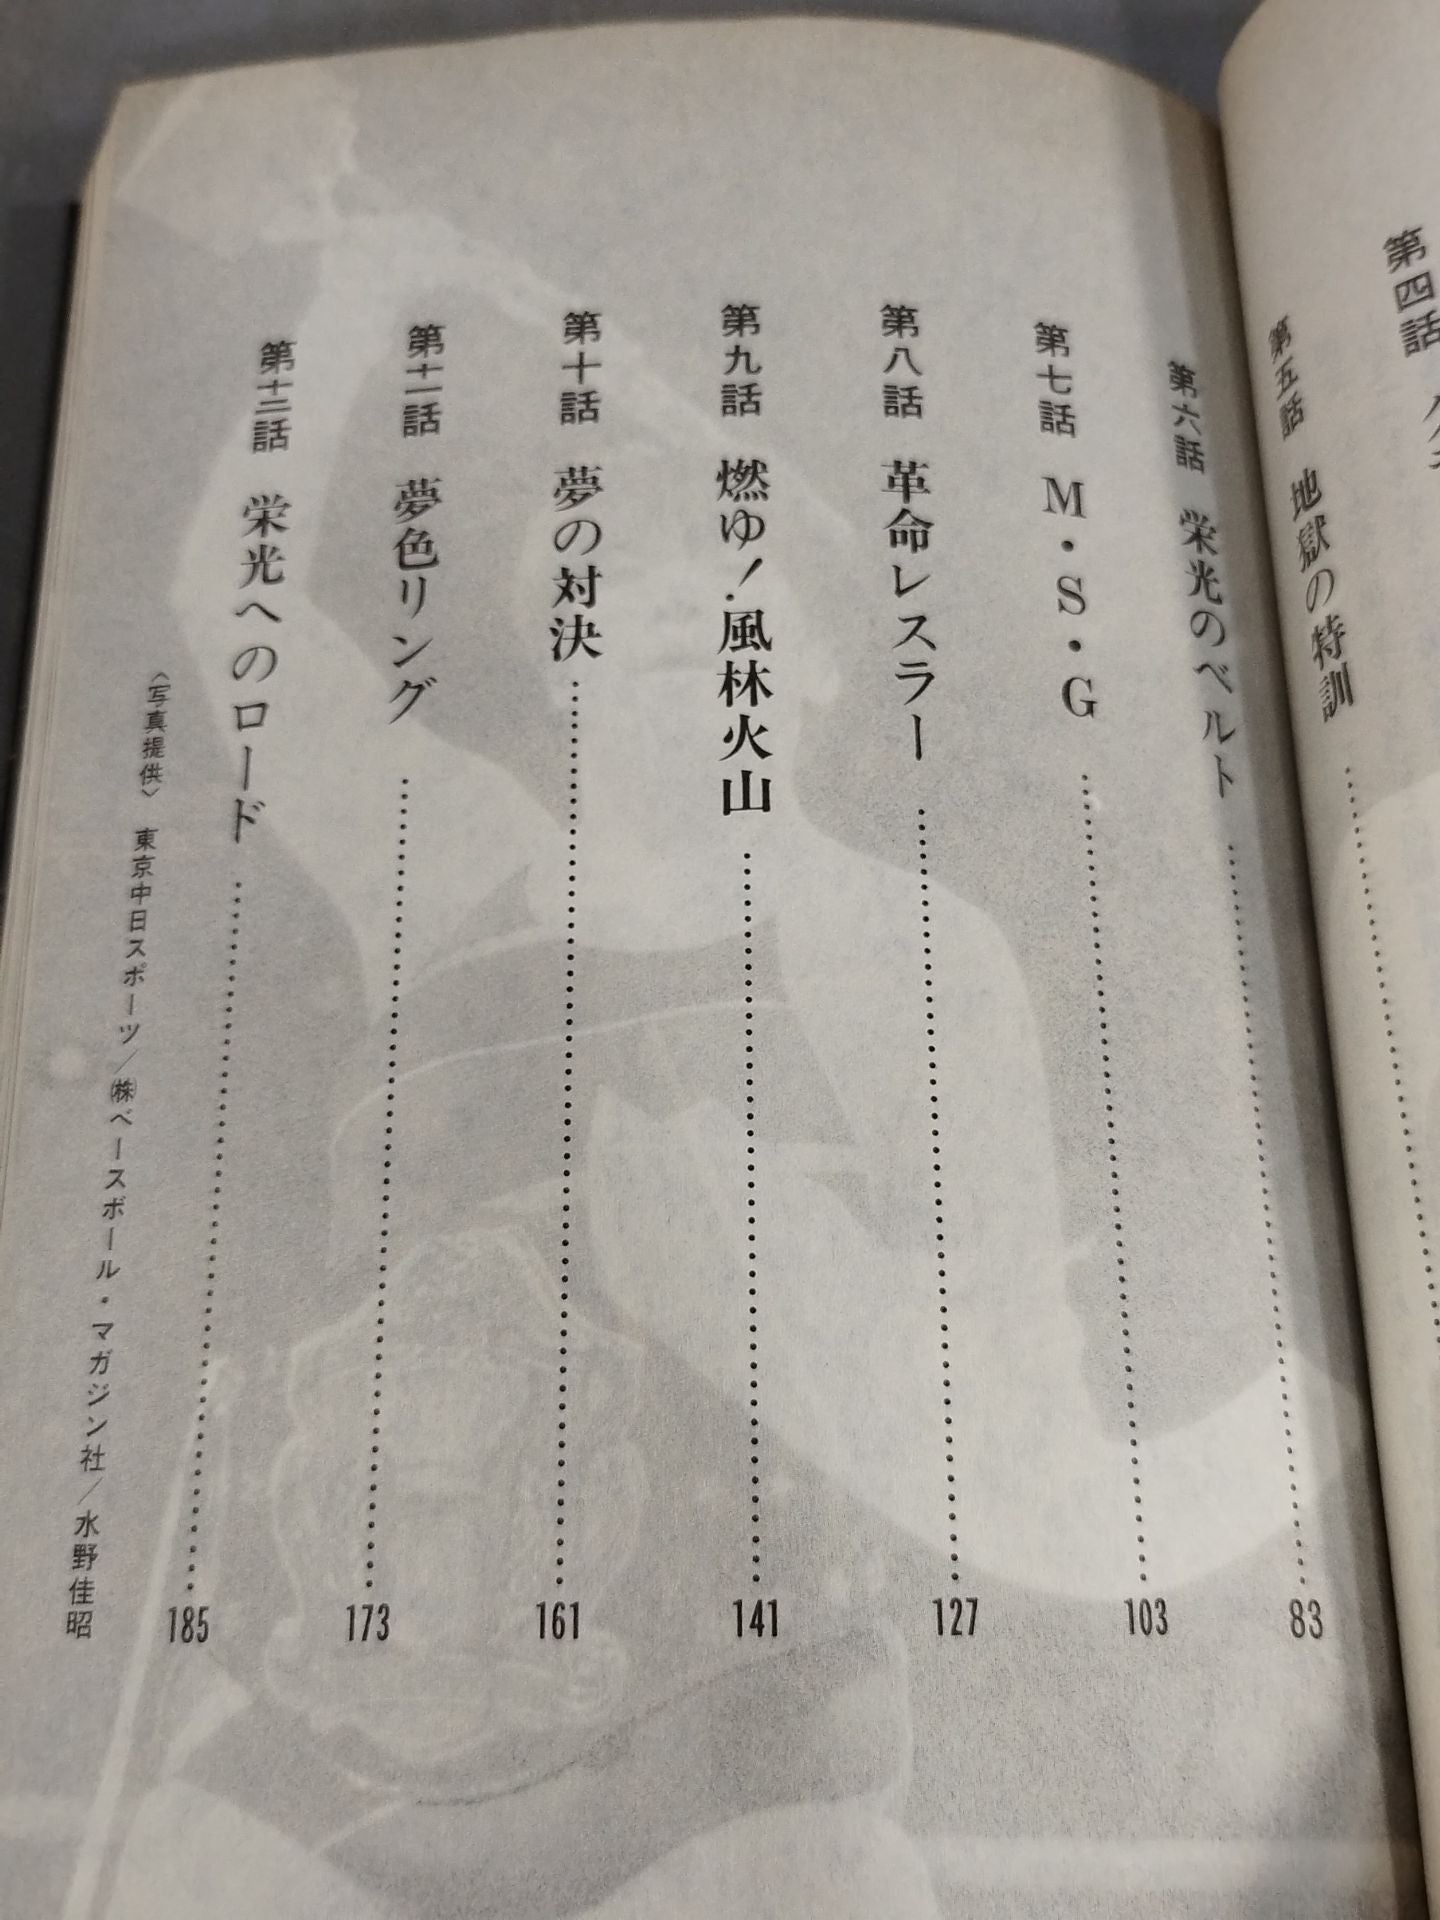 第四話
第五話 地獄の特訓
第六話 栄光のベルト 83
第七話 M・S・G 103
第八話 革命レスラー 127
第九話 燃ゆ!風林火山 141
第十話 夢の対決 161
第十一話 夢色リング 173
第十二話 栄光へのロード 185
〈写真提供〉 東京中日スポーツ/㈱ベースボール・マガジン社/水野佳昭